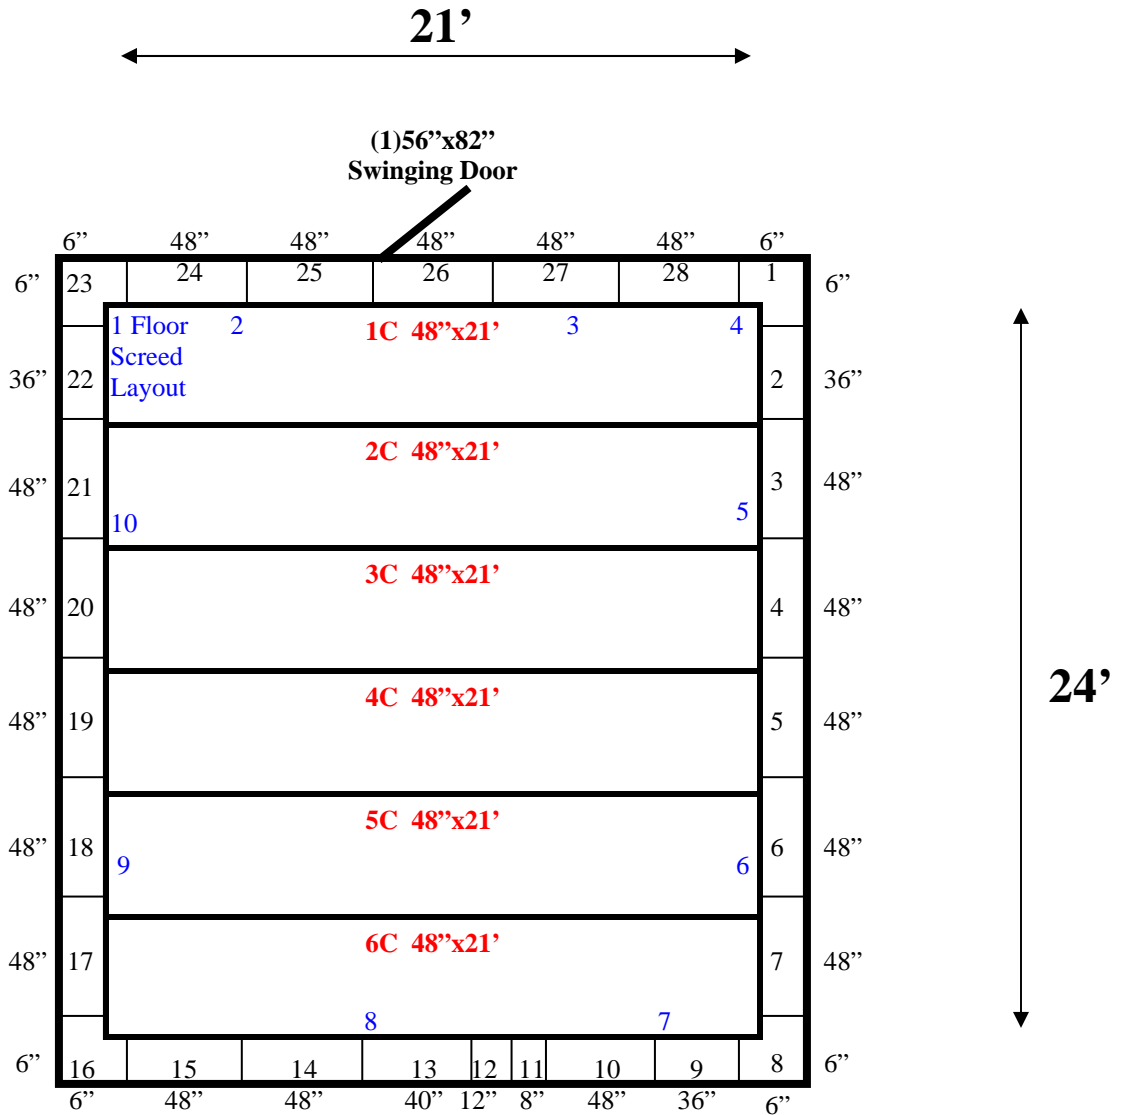 21’
(1)56”x82”
Swinging Door
6” 48” 48” 48” 48” 48” 6”
6” 23 24 25 26 27 28 1 6”
1 Floor 2 1C 48”x21’ 3 4
Screed
Layout
36” 22 2 36”
2C 48”x21’
48” 21 3 48”
10 5
3C 48”x21’
48” 20 4 48”
4C 48”x21’
24’
48” 19 5 48”
5C 48”x21’
48” 18 6 48”
9 6
6C 48”x21’
48” 17 7 48”
8 7
6” 16 15 14 13 12 11 10 9 8 6”
6” 48” 48” 40” 12” 8” 48” 36” 6”